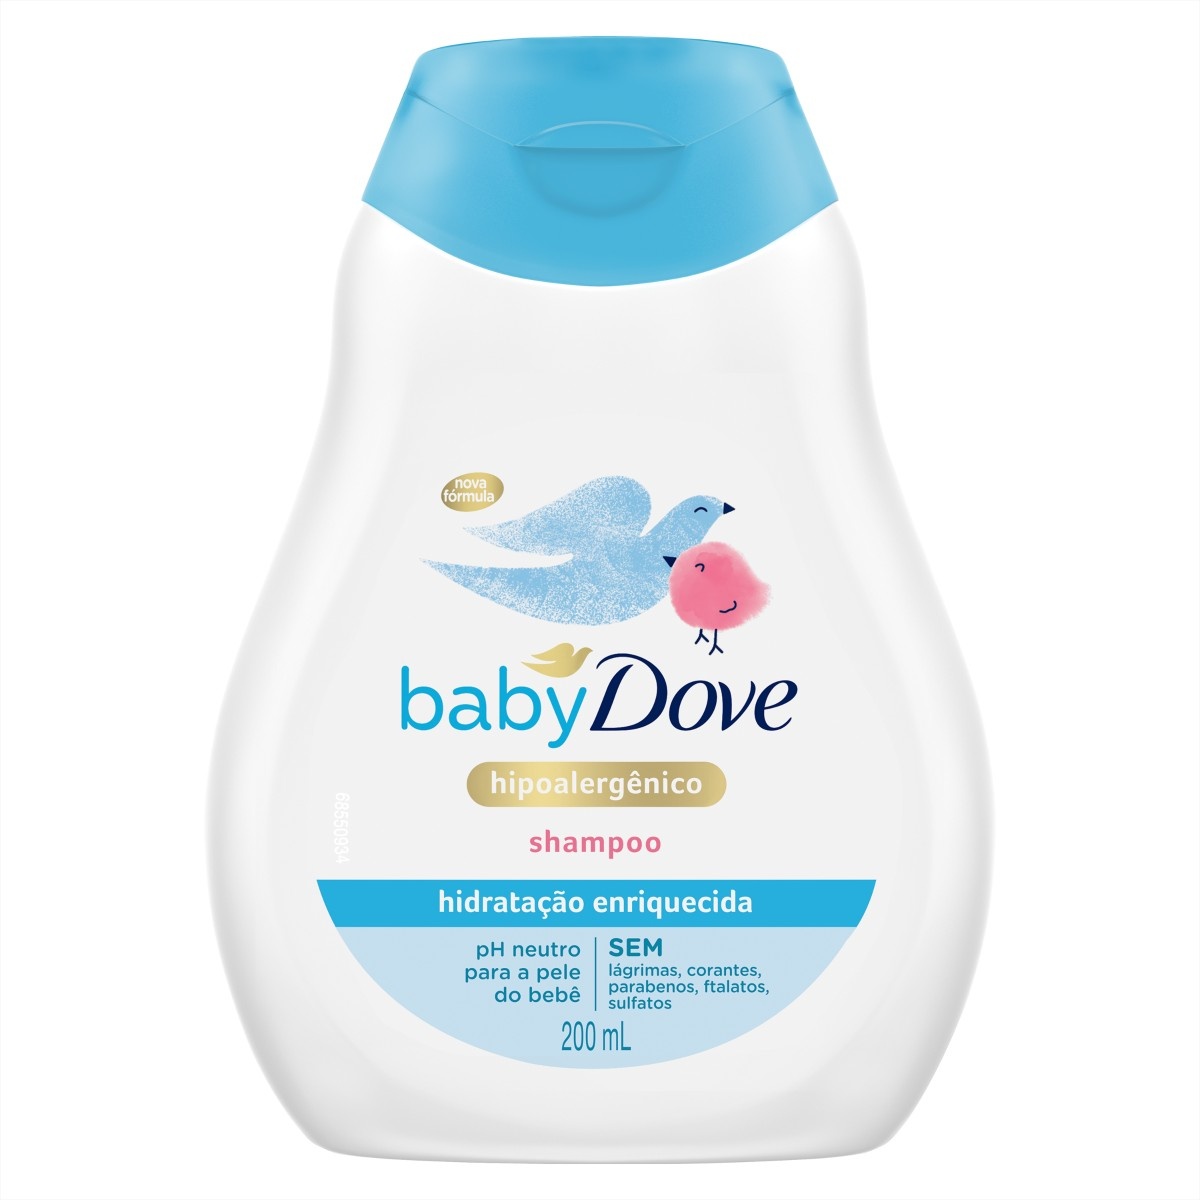 nova
fórmula
baby Dove
hipoalergênico
shampoo
68550934
hidratação enriquecida
pH neutro
para a pele
do bebê
SEM
lágrimas, corantes,
parabenos, ftalatos,
sulfatos
200 mL